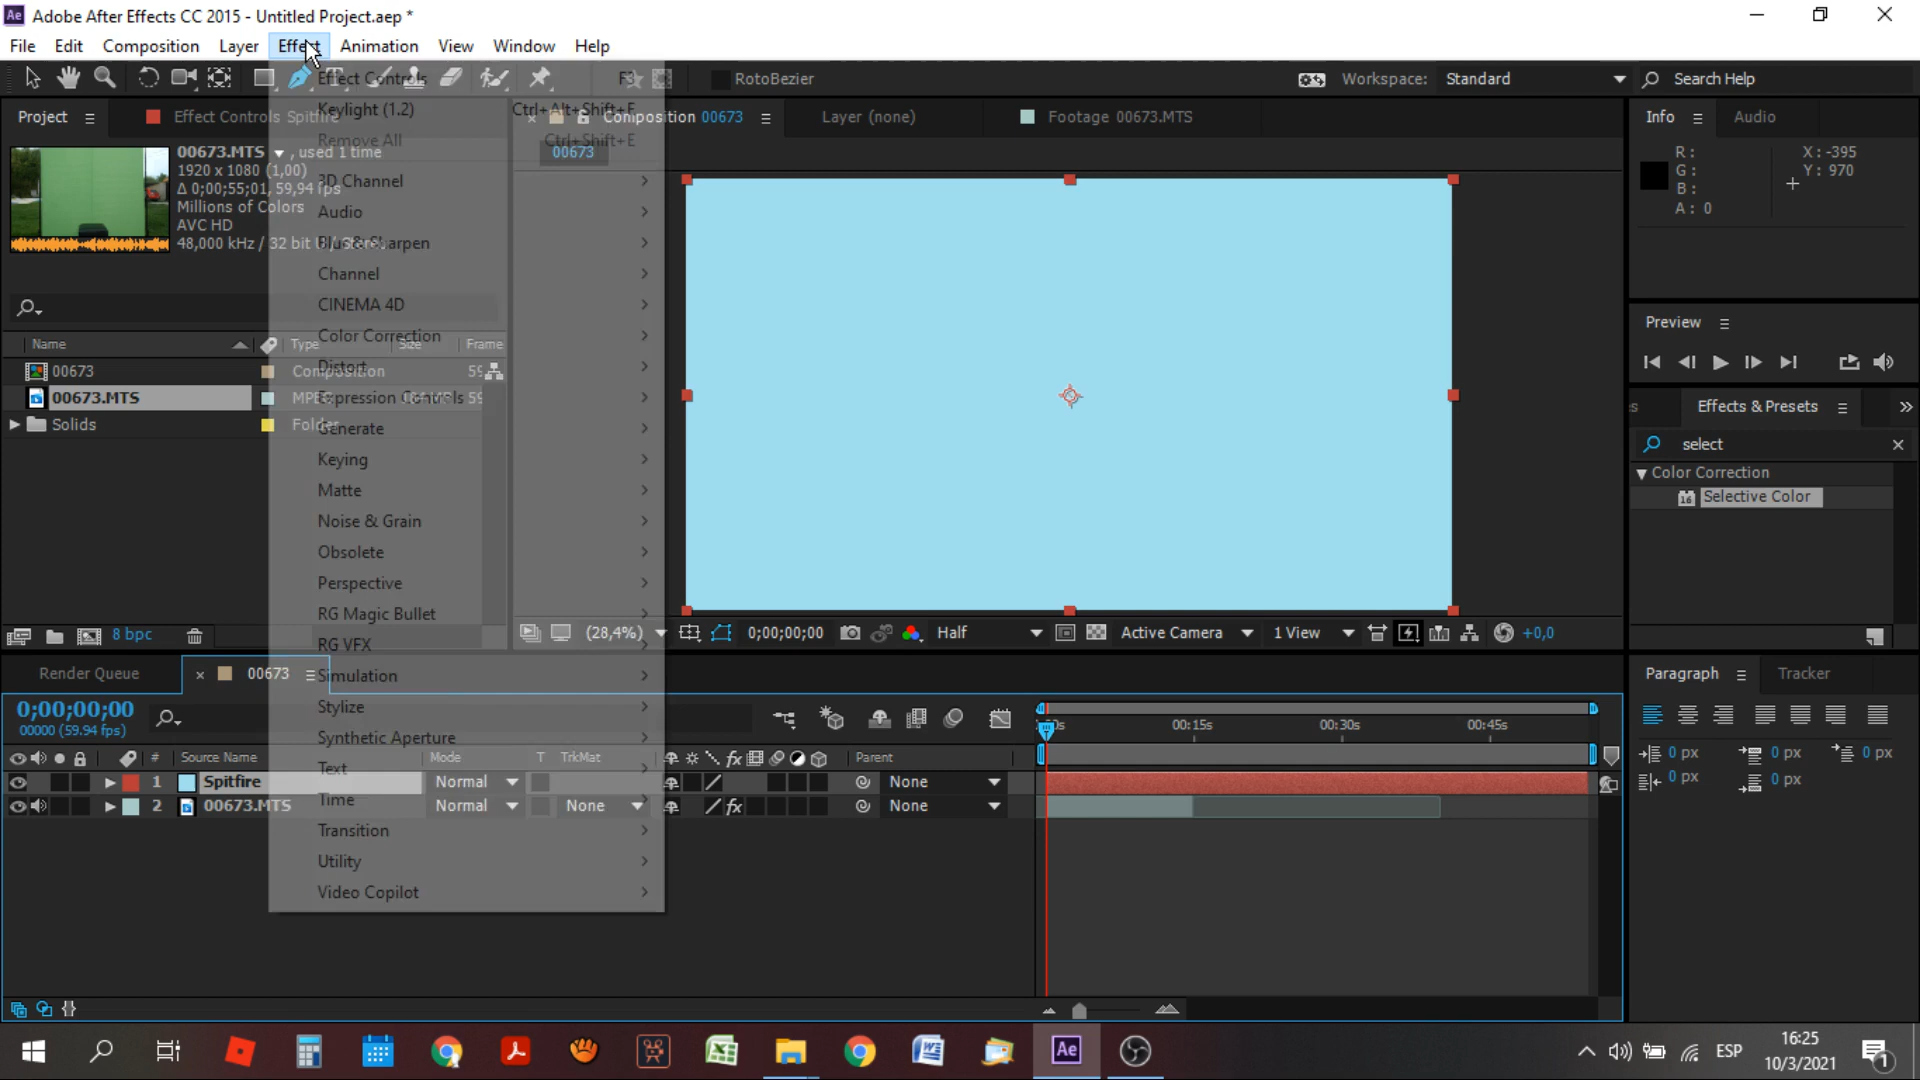 Ae Adobe After Effects CC 2015 - Untitled Project.aep *
File Edit Composition Layer Effect Animation View Window Help
RotoBezier
Workspace: Standard
Search Help
Project
Effect Controls Spitfire
Composition 00673
Layer (none)
Footage 00673.MTS
Info
Audio
00673
00673.MTS , used 1 time
1920 x 1080 (1,00)
Δ 0;00;55;01, 59,94 fps
Millions of Colors
AVC HD
48,000 kHz / 32 bit U / Stereo
R:
G:
B:
A: 0
X: -395
Y: 970
Effect Controls F3
Keylight (1.2) Ctrl+Alt+Shift+E
Remove All Ctrl+Shift+E
3D Channel
Audio
Blur & Sharpen
Channel
CINEMA 4D
Color Correction
Distort
Expression Controls
Generate
Keying
Matte
Noise & Grain
Obsolete
Perspective
RG Magic Bullet
RG VFX
Simulation
Stylize
Synthetic Aperture
Text
Time
Transition
Utility
Video Copilot
Name Type Size Frame
00673 Composition 59
00673.MTS MPEG 59
Solids Folder
8 bpc
(28,4%) 0;00;00;00 Half Active Camera 1 View +0,0
Preview
Effects & Presets
select
Color Correction
16 Selective Color
Render Queue
00673
0;00;00;00
00000 (59.94 fps)
00:15s 00:30s 00:45s
# Source Name Mode T TrkMat fx Parent
1 Spitfire Normal None
2 00673.MTS Normal None fx None
Paragraph
Tracker
0 px 0 px 0 px
0 px 0 px
Ae
ESP
16:25
10/3/2021
1